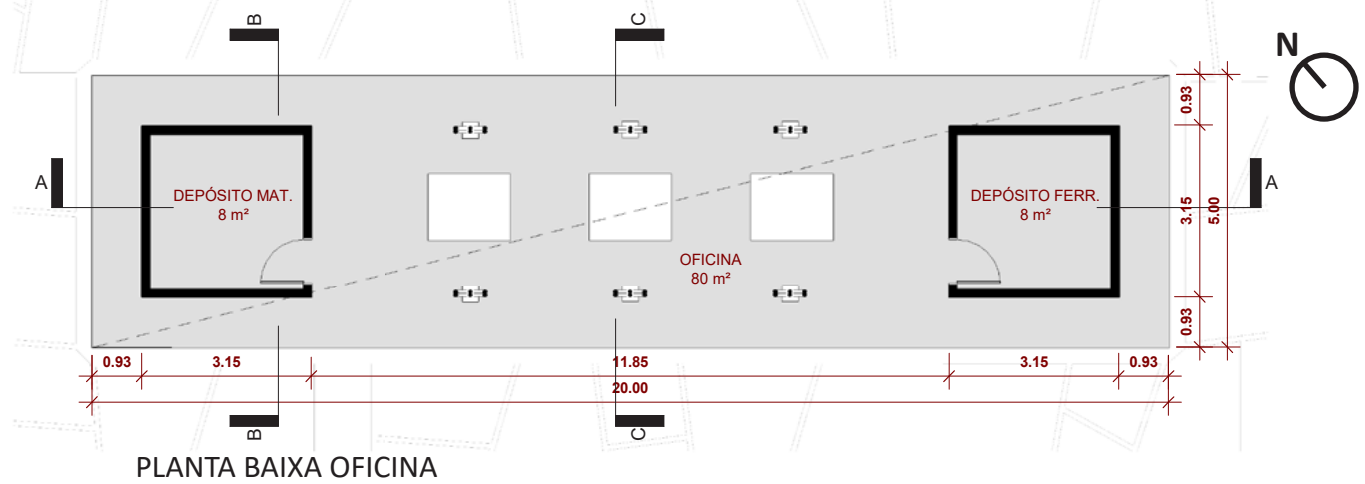 B
C
N
A
A
DEPÓSITO MAT.
8 m²
DEPÓSITO FERR.
8 m²
OFICINA
80 m²
0.93
3.15
5.00
0.93
0.93
3.15
11.85
3.15
0.93
20.00
B
C
PLANTA BAIXA OFICINA